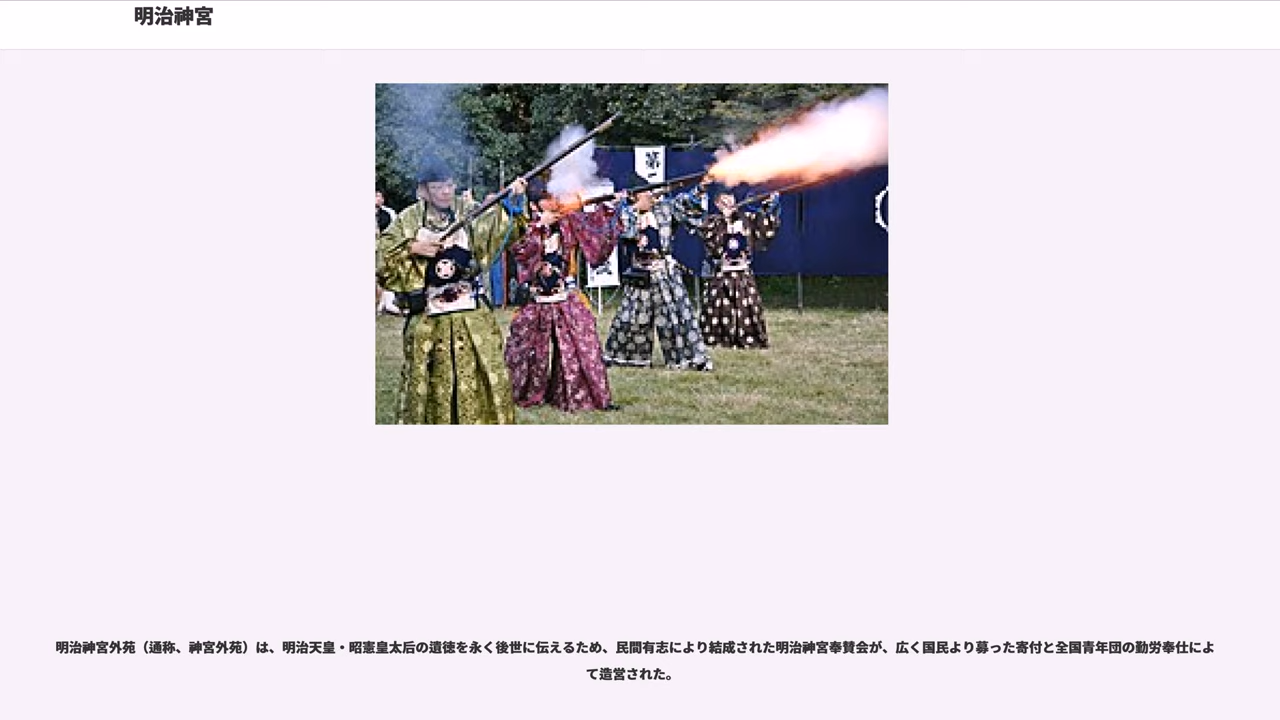 明治神宮
第一
明治神宮外苑（通称、神宮外苑）は、明治天皇・昭憲皇太后の遺徳を永く後世に伝えるため、民間有志により結成された明治神宮奉賛会が、広く国民より募った寄付と全国青年団の勤労奉仕によ
て造営された。